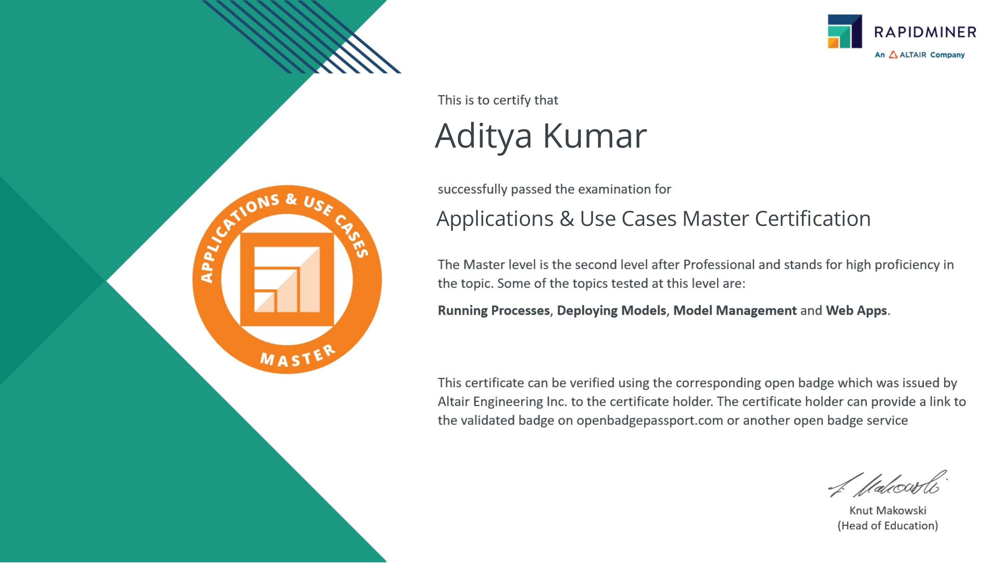 RAPIDMINER
An ALTAIR Company
This is to certify that
Aditya Kumar
successfully passed the examination for
Applications & Use Cases Master Certification
APPLICATIONS & USE CASES
MASTER
The Master level is the second level after Professional and stands for high proficiency in
the topic. Some of the topics tested at this level are:
Running Processes, Deploying Models, Model Management and Web Apps.
This certificate can be verified using the corresponding open badge which was issued by
Altair Engineering Inc. to the certificate holder. The certificate holder can provide a link to
the validated badge on openbadgepassport.com or another open badge service
Knut Makowski
(Head of Education)